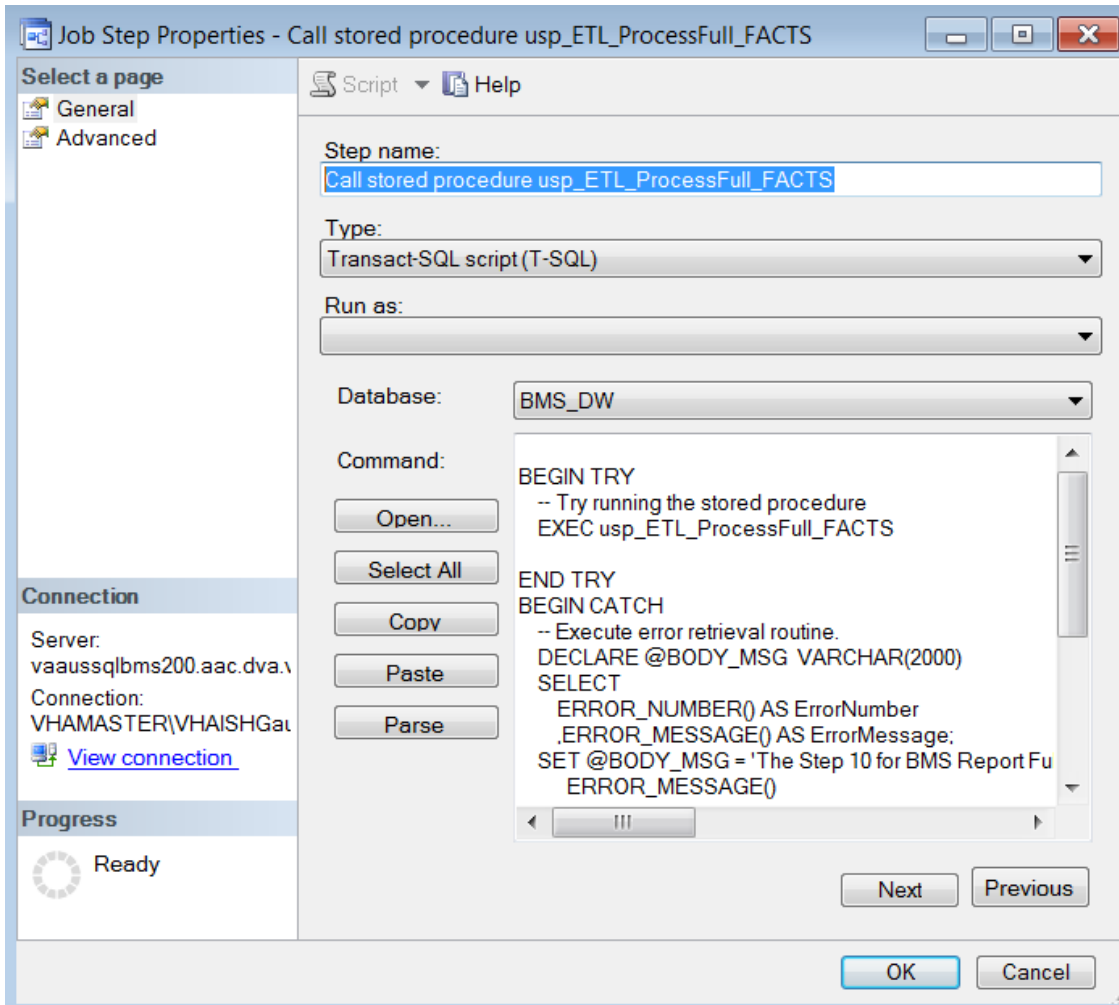 Job Step Properties - Call stored procedure usp_ETL_ProcessFull_FACTS
Select a page
General
Advanced
Script
Help
Step name:
Call stored procedure usp_ETL_ProcessFull_FACTS
Type:
Transact-SQL script (T-SQL)
Run as:
Database:
BMS_DW
Command:
Open...
Select All
Copy
Paste
Parse
BEGIN TRY
-- Try running the stored procedure
EXEC usp_ETL_ProcessFull_FACTS
END TRY
BEGIN CATCH
-- Execute error retrieval routine.
DECLARE @BODY_MSG VARCHAR(2000)
SELECT
ERROR_NUMBER() AS ErrorNumber
,ERROR_MESSAGE() AS ErrorMessage;
SET @BODY_MSG = 'The Step 10 for BMS Report Fu
ERROR_MESSAGE()
Connection
Server:
vaaussqlbms200.aac.dva.v
Connection:
VHAMASTER\VHAISHGau
View connection
Progress
Ready
Next
Previous
OK
Cancel